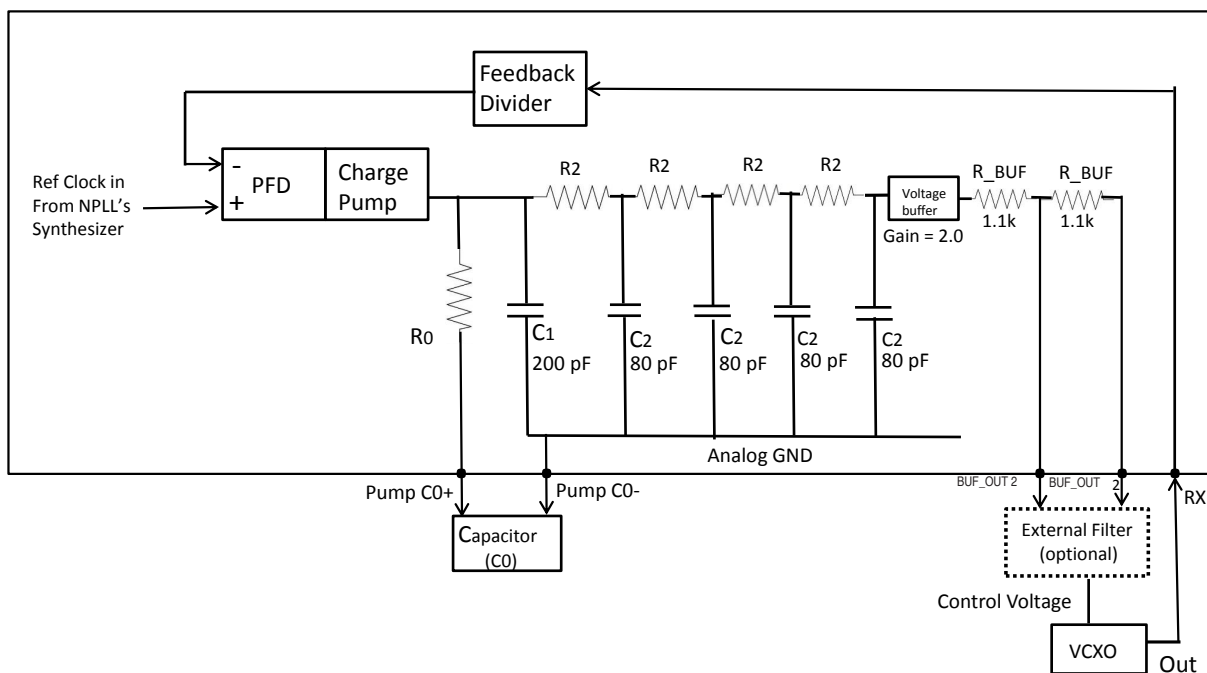 Feedback
Divider
R2
R2
R2
R2
R_BUF
R_BUF
-
PFD
+
Charge
Pump
Voltage
buffer
Ref Clock in
From NPLL's
Synthesizer
Gain = 2.0
1.1k
1.1k
R0
C1
200 pF
C2
80 pF
C2
80 pF
C2
80 pF
C2
80 pF
Analog GND
Pump C0+
Pump C0-
BUF_OUT 2
BUF_OUT 2
RX
Capacitor
(C0)
External Filter
(optional)
Control Voltage
VCXO
Out